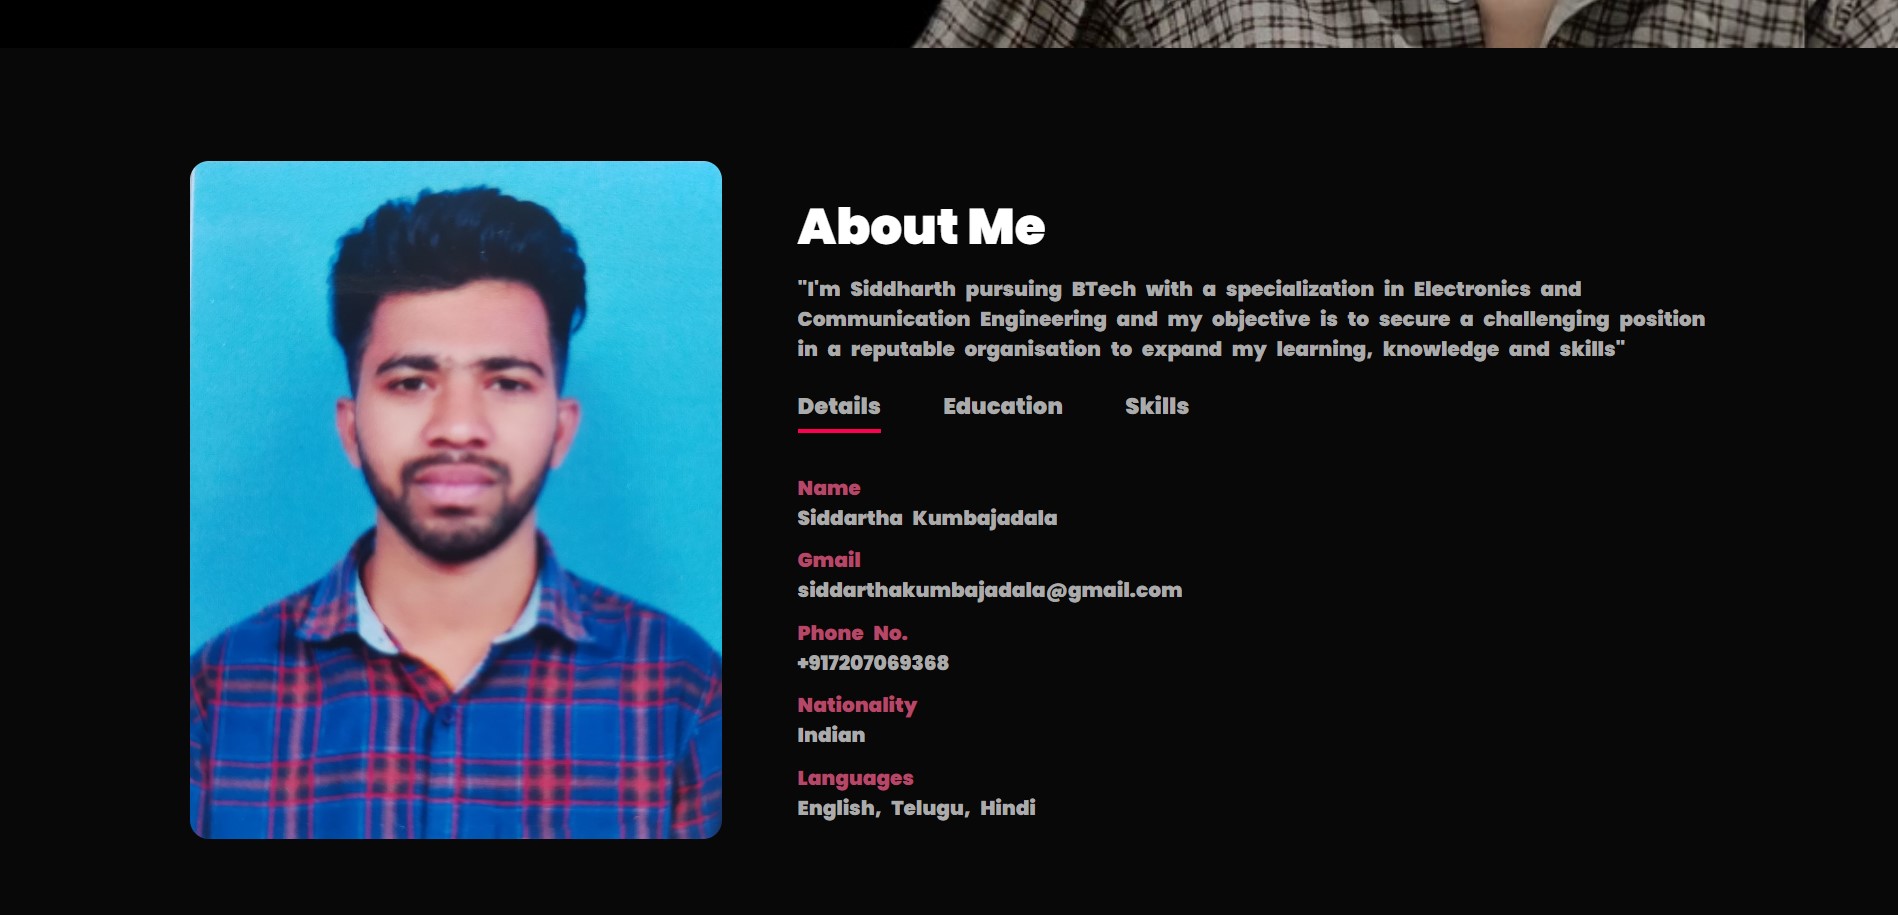 About Me
"I'm Siddharth pursuing BTech with a specialization in Electronics and
Communication Engineering and my objective is to secure a challenging position
in a reputable organisation to expand my learning, knowledge and skills"
Details Education Skills
Name
Siddartha Kumbajadala
Gmail
siddarthakumbajadala@gmail.com
Phone No.
+917207069368
Nationality
Indian
Languages
English, Telugu, Hindi